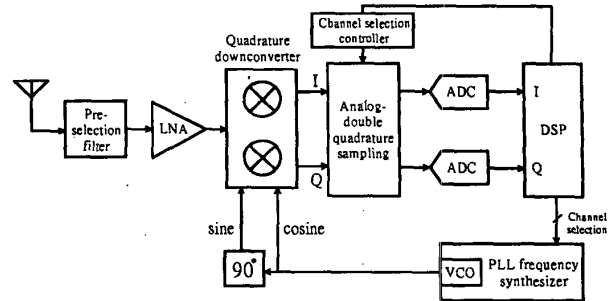 Channel selection
controller
Quadrature
downconverter
Pre-
selection
filter
LNA
I
Q
Analog-
double
quadrature
sampling
ADC
ADC
I
DSP
Q
Channel
selection
sine
cosine
90°
VCO
PLL frequency
synthesizer